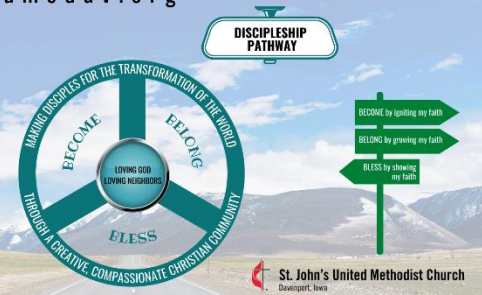 DISCIPLESHIP
PATHWAY
MAKING DISCIPLES FOR THE TRANSFORMATION OF THE WORLD
BECOME
BELONG
LOVING GOD
LOVING NEIGHBORS
BLESS
THROUGH A CREATIVE, COMPASSIONATE CHRISTIAN COMMUNITY
BECOME by igniting my faith
BELONG by growing my faith
BLESS by showing
my faith
St. John's United Methodist Church
Davenport, Iowa